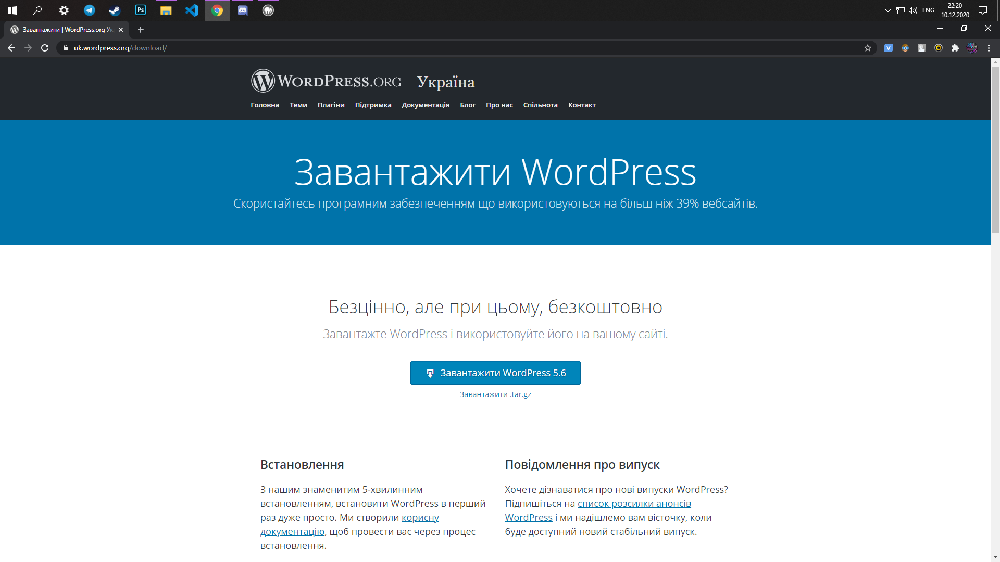 Ps
ENG
22:20
10.12.2020
Завантажити | WordPress.org Ук
uk.wordpress.org/download/
V
WORDPRESS.ORG Україна
Головна Теми Плагіни Підтримка Документація Блог Про нас Спільнота Контакт
Завантажити WordPress
Скористайтесь програмним забезпеченням що використовуються на більш ніж 39% вебсайтів.
Безцінно, але при цьому, безкоштовно
Завантажте WordPress і використовуйте його на вашому сайті.
Завантажити WordPress 5.6
Завантажити .tar.gz
Встановлення
З нашим знаменитим 5-хвилинним
встановленням, встановити WordPress в перший
раз дуже просто. Ми створили корисну
документацію, щоб провести вас через процес
встановлення.
Повідомлення про випуск
Хочете дізнаватися про нові випуски WordPress?
Підпишіться на список розсилки анонсів
WordPress і ми надішлемо вам вісточку, коли
буде доступний новий стабільний випуск.